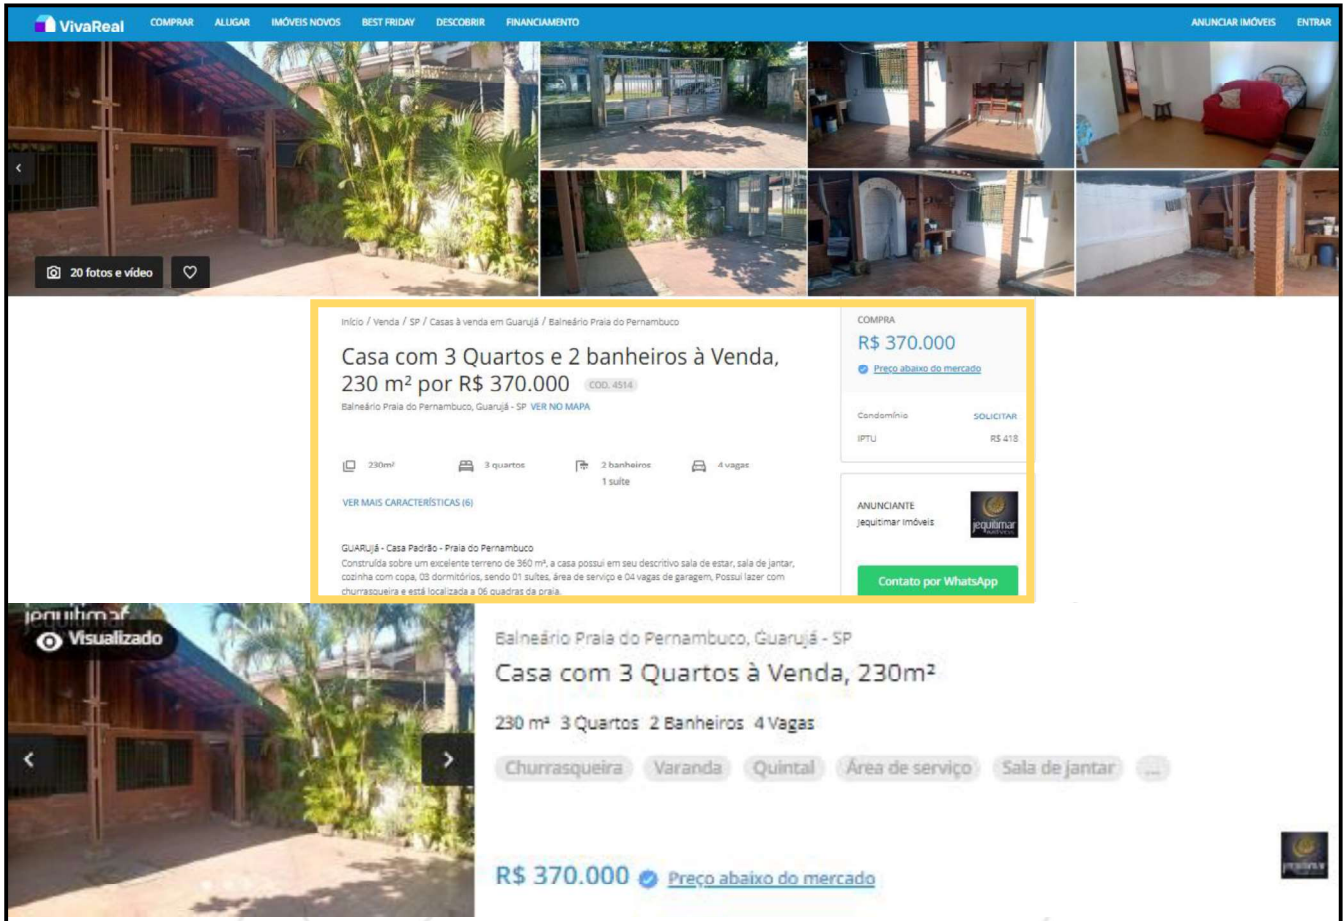 VivaReal COMPRAR ALUGAR IMÓVEIS NOVOS BEST FRIDAY DESCOBRIR FINANCIAMENTO ANUNCIAR IMÓVEIS ENTRAR
20 fotos e vídeo
Início / Venda / SP / Casas à venda em Guarujá / Balneário Praia do Pernambuco
Casa com 3 Quartos e 2 banheiros à Venda,
230 m² por R$ 370.000 COD. 4514
Balneário Praia do Pernambuco, Guarujá - SP VER NO MAPA
230m² 3 quartos 2 banheiros 4 vagas
1 suíte
VER MAIS CARACTERÍSTICAS (6)
GUARUjá - Casa Padrão - Praia do Pernambuco
Construída sobre um excelente terreno de 360 m², a casa possui em seu descritivo sala de estar, sala de jantar,
cozinha com copa, 03 dormitórios, sendo 01 suítes, área de serviço e 04 vagas de garagem, Possui lazer com
churrasqueira e está localizada a 06 quadras da praia.
COMPRA
R$ 370.000
Preço abaixo do mercado
Condomínio SOLICITAR
IPTU R$ 418
ANUNCIANTE
Jequitimar Imóveis
jequitimar
IMÓVEIS
Contato por WhatsApp
jequitimar
Visualizado
Balneário Praia do Pernambuco, Guarujá - SP
Casa com 3 Quartos à Venda, 230m²
230 m² 3 Quartos 2 Banheiros 4 Vagas
Churrasqueira Varanda Quintal Área de serviço Sala de jantar ...
R$ 370.000 Preço abaixo do mercado